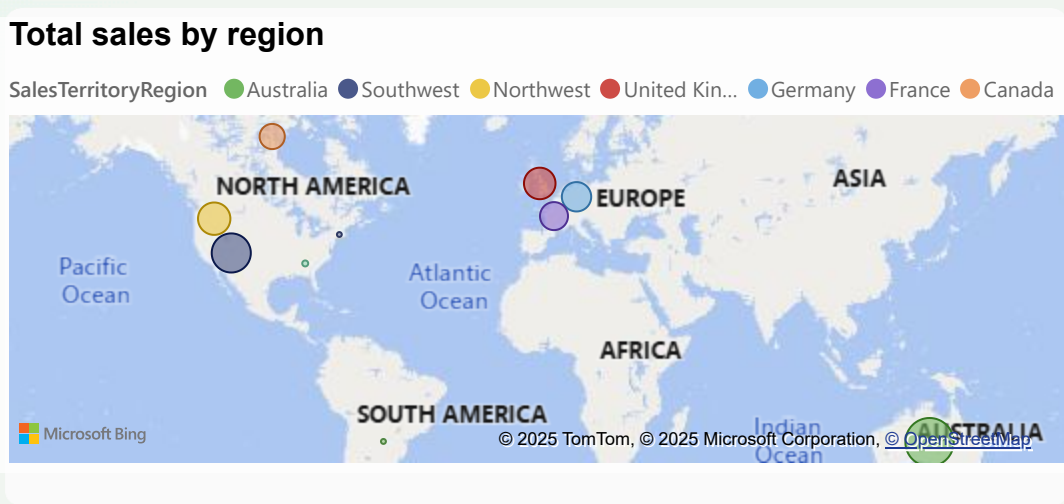 Total sales by region
SalesTerritoryRegion Australia Southwest Northwest United Kin... Germany France Canada
NORTH AMERICA
ASIA
EUROPE
Pacific
Ocean
Atlantic
Ocean
AFRICA
SOUTH AMERICA
Indian
Ocean
AUSTRALIA
Microsoft Bing
© 2025 TomTom, © 2025 Microsoft Corporation, © OpenStreetMap